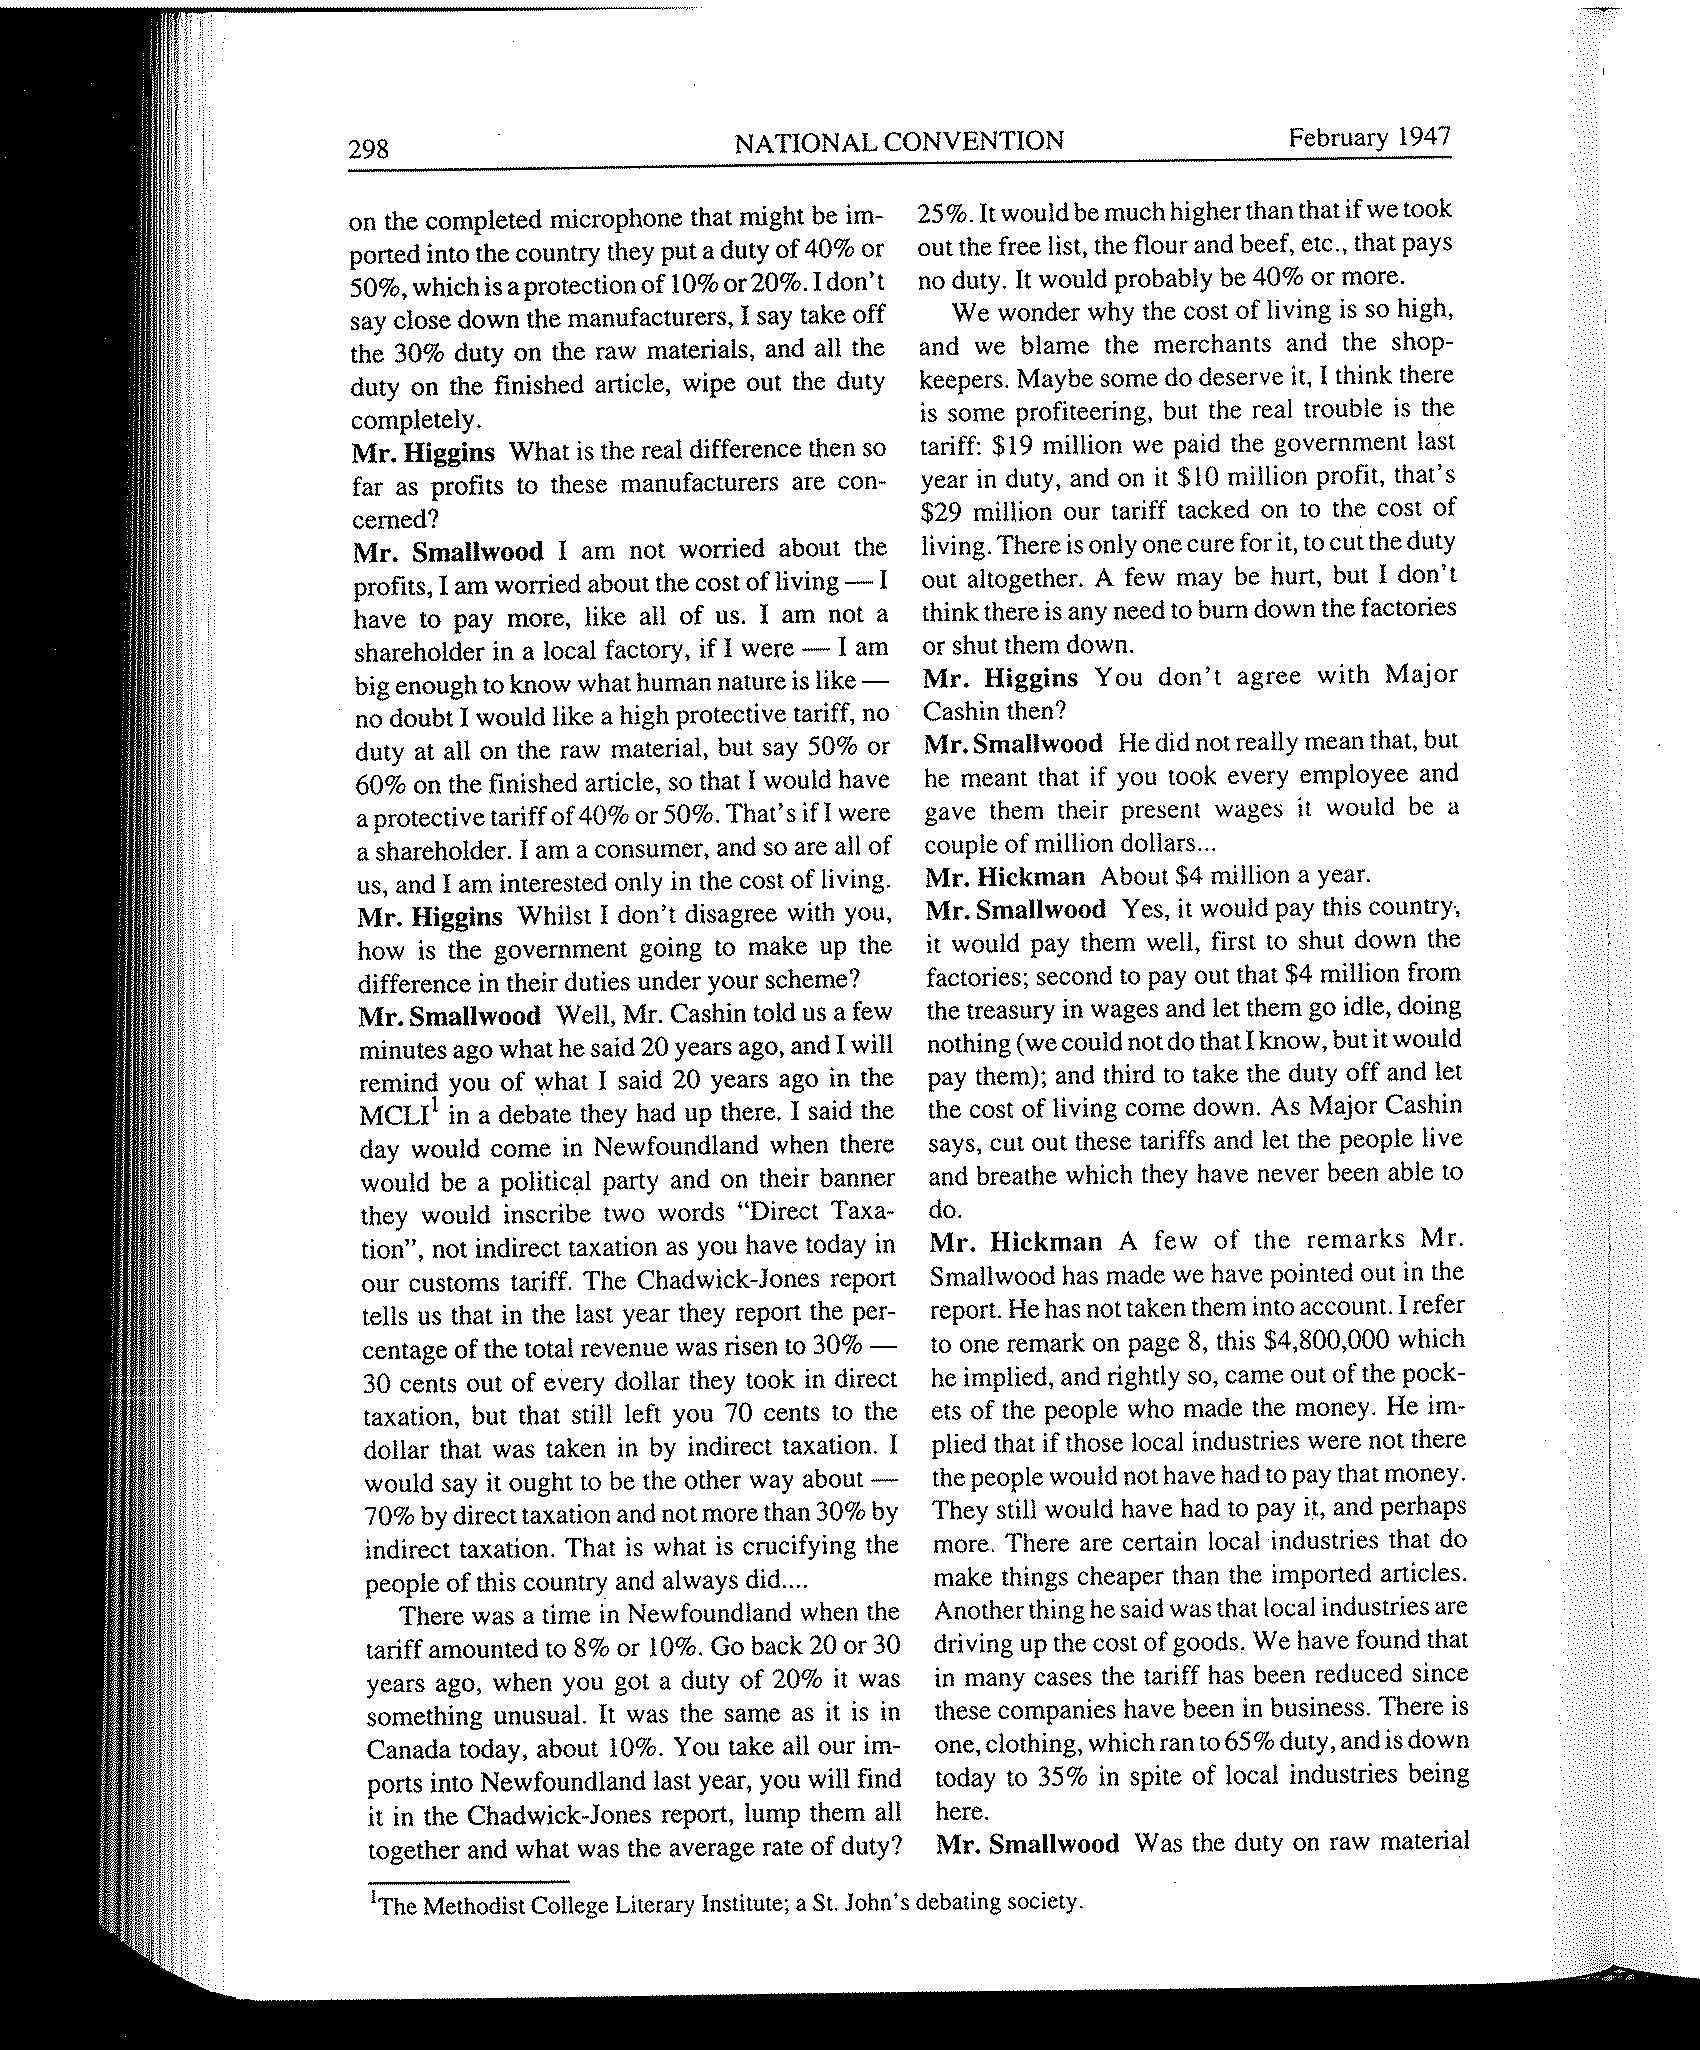 298
NATIONAL CONVENTION
February 1947
on the completed microphone that might be im-
ported into the country they put a duty of 40% or
50%, which is a protection of 10% or 20%. I don't
say close down the manufacturers, I say take off
the 30% duty on the raw materials, and all the
duty on the finished article, wipe out the duty
completely.
Mr. Higgins What is the real difference then so
far as profits to these manufacturers are con-
cerned?
Mr. Smallwood I am not worried about the
profits, I am worried about the cost of living — I
have to pay more, like all of us. I am not a
shareholder in a local factory, if I were — I am
big enough to know what human nature is like —
no doubt I would like a high protective tariff, no
duty at all on the raw material, but say 50% or
60% on the finished article, so that I would have
a protective tariff of 40% or 50%. That's if I were
a shareholder. I am a consumer, and so are all of
us, and I am interested only in the cost of living.
Mr. Higgins Whilst I don't disagree with you,
how is the government going to make up the
difference in their duties under your scheme?
Mr. Smallwood Well, Mr. Cashin told us a few
minutes ago what he said 20 years ago, and I will
remind you of what I said 20 years ago in the
MCLI1 in a debate they had up there. I said the
day would come in Newfoundland when there
would be a political party and on their banner
they would inscribe two words "Direct Taxa-
tion", not indirect taxation as you have today in
our customs tariff. The Chadwick-Jones report
tells us that in the last year they report the per-
centage of the total revenue was risen to 30% —
30 cents out of every dollar they took in direct
taxation, but that still left you 70 cents to the
dollar that was taken in by indirect taxation. I
would say it ought to be the other way about —
70% by direct taxation and not more than 30% by
indirect taxation. That is what is crucifying the
people of this country and always did....
There was a time in Newfoundland when the
tariff amounted to 8% or 10%. Go back 20 or 30
years ago, when you got a duty of 20% it was
something unusual. It was the same as it is in
Canada today, about 10%. You take all our im-
ports into Newfoundland last year, you will find
it in the Chadwick-Jones report, lump them all
together and what was the average rate of duty?
25%. It would be much higher than that if we took
out the free list, the flour and beef, etc., that pays
no duty. It would probably be 40% or more.
We wonder why the cost of living is so high,
and we blame the merchants and the shop-
keepers. Maybe some do deserve it, I think there
is some profiteering, but the real trouble is the
tariff: $19 million we paid the government last
year in duty, and on it $10 million profit, that's
$29 million our tariff tacked on to the cost of
living. There is only one cure for it, to cut the duty
out altogether. A few may be hurt, but I don't
think there is any need to burn down the factories
or shut them down.
Mr. Higgins You don't agree with Major
Cashin then?
Mr. Smallwood He did not really mean that, but
he meant that if you took every employee and
gave them their present wages it would be a
couple of million dollars...
Mr. Hickman About $4 million a year.
Mr. Smallwood Yes, it would pay this country,
it would pay them well, first to shut down the
factories; second to pay out that $4 million from
the treasury in wages and let them go idle, doing
nothing (we could not do that I know, but it would
pay them); and third to take the duty off and let
the cost of living come down. As Major Cashin
says, cut out these tariffs and let the people live
and breathe which they have never been able to
do.
Mr. Hickman A few of the remarks Mr.
Smallwood has made we have pointed out in the
report. He has not taken them into account. I refer
to one remark on page 8, this $4,800,000 which
he implied, and rightly so, came out of the pock-
ets of the people who made the money. He im-
plied that if those local industries were not there
the people would not have had to pay that money.
They still would have had to pay it, and perhaps
more. There are certain local industries that do
make things cheaper than the imported articles.
Another thing he said was that local industries are
driving up the cost of goods. We have found that
in many cases the tariff has been reduced since
these companies have been in business. There is
one, clothing, which ran to 65% duty, and is down
today to 35% in spite of local industries being
here.
Mr. Smallwood Was the duty on raw material
1The Methodist College Literary Institute; a St. John's debating society.